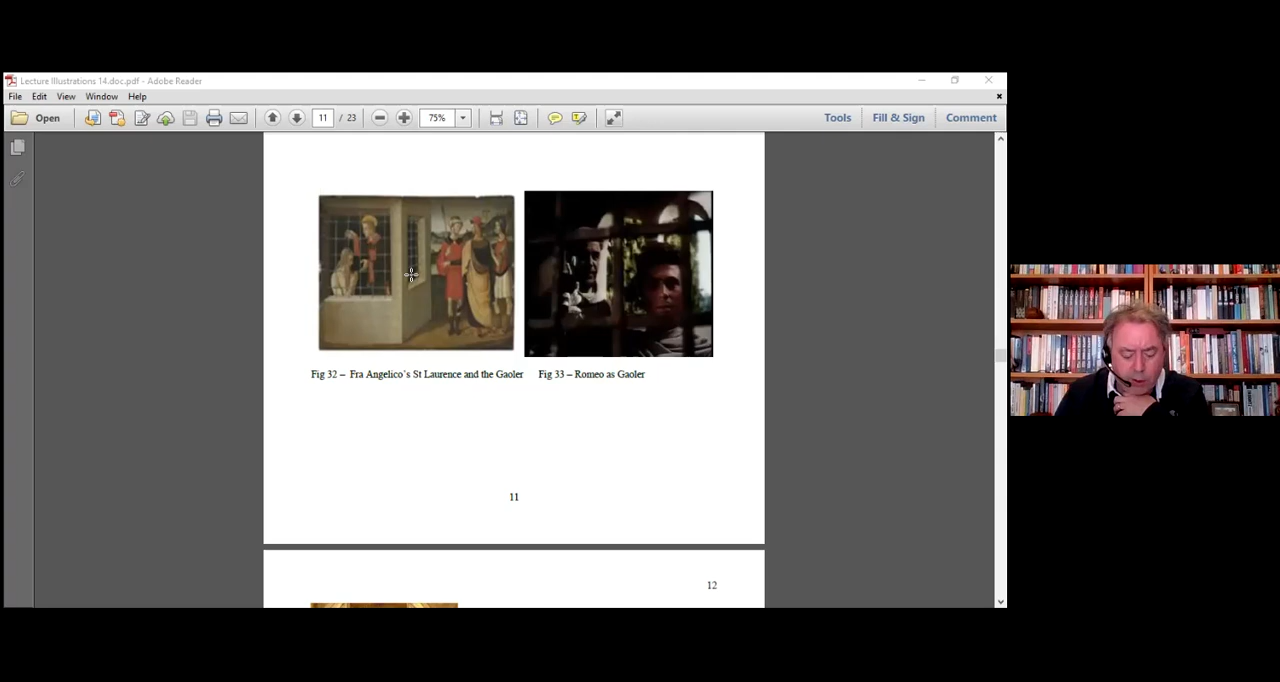 Lecture Illustrations 14.doc.pdf - Adobe Reader
File Edit View Window Help
Open 11 / 23 75% Tools Fill & Sign Comment
Fig 32 – Fra Angelico's St Laurence and the Gaoler Fig 33 – Romeo as Gaoler
11
12